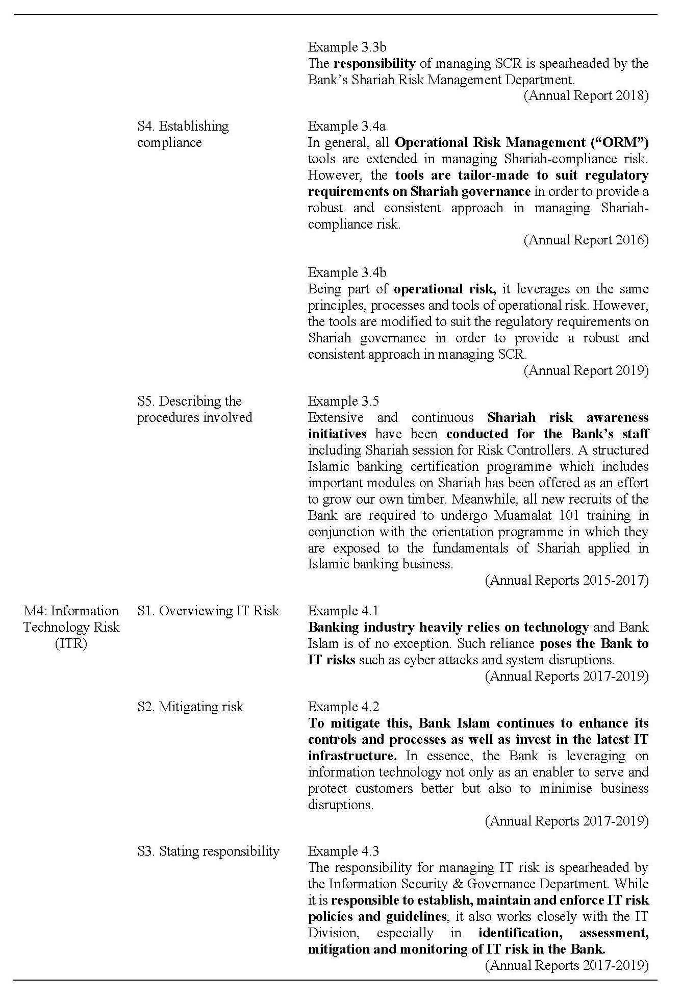 Example 3.3b
The responsibility of managing SCR is spearheaded by the
Bank's Shariah Risk Management Department.
(Annual Report 2018)
S4. Establishing
compliance
Example 3.4a
In general, all Operational Risk Management (“ORM”)
tools are extended in managing Shariah-compliance risk.
However, the tools are tailor-made to suit regulatory
requirements on Shariah governance in order to provide a
robust and consistent approach in managing Shariah-
compliance risk.
(Annual Report 2016)
Example 3.4b
Being part of operational risk, it leverages on the same
principles, processes and tools of operational risk. However,
the tools are modified to suit the regulatory requirements on
Shariah governance in order to provide a robust and
consistent approach in managing SCR.
(Annual Report 2019)
S5. Describing the
procedures involved
Example 3.5
Extensive and continuous Shariah risk awareness
initiatives have been conducted for the Bank’s staff
including Shariah session for Risk Controllers. A structured
Islamic banking certification programme which includes
important modules on Shariah has been offered as an effort
to grow our own timber. Meanwhile, all new recruits of the
Bank are required to undergo Muamalat 101 training in
conjunction with the orientation programme in which they
are exposed to the fundamentals of Shariah applied in
Islamic banking business.
(Annual Reports 2015-2017)
M4: Information
Technology Risk
(ITR)
S1. Overviewing IT Risk
Example 4.1
Banking industry heavily relies on technology and Bank
Islam is of no exception. Such reliance poses the Bank to
IT risks such as cyber attacks and system disruptions.
(Annual Reports 2017-2019)
S2. Mitigating risk
Example 4.2
To mitigate this, Bank Islam continues to enhance its
controls and processes as well as invest in the latest IT
infrastructure. In essence, the Bank is leveraging on
information technology not only as an enabler to serve and
protect customers better but also to minimise business
disruptions.
(Annual Reports 2017-2019)
S3. Stating responsibility
Example 4.3
The responsibility for managing IT risk is spearheaded by
the Information Security & Governance Department. While
it is responsible to establish, maintain and enforce IT risk
policies and guidelines, it also works closely with the IT
Division, especially in identification, assessment,
mitigation and monitoring of IT risk in the Bank.
(Annual Reports 2017-2019)